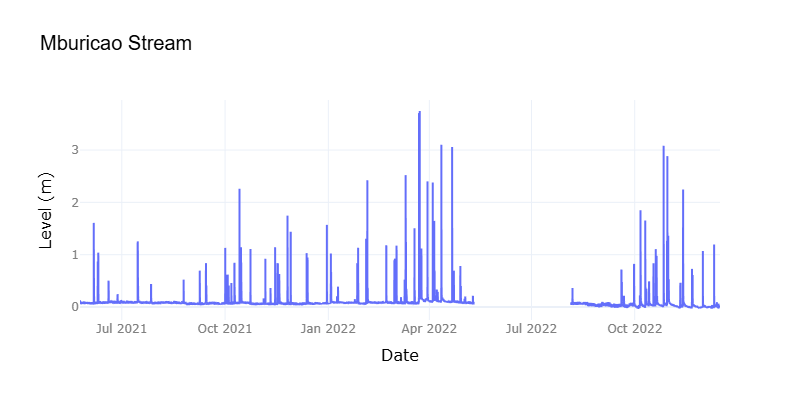 Mburicao Stream
Level (m)
3
2
1
0
Jul 2021
Oct 2021
Jan 2022
Apr 2022
Jul 2022
Oct 2022
Date